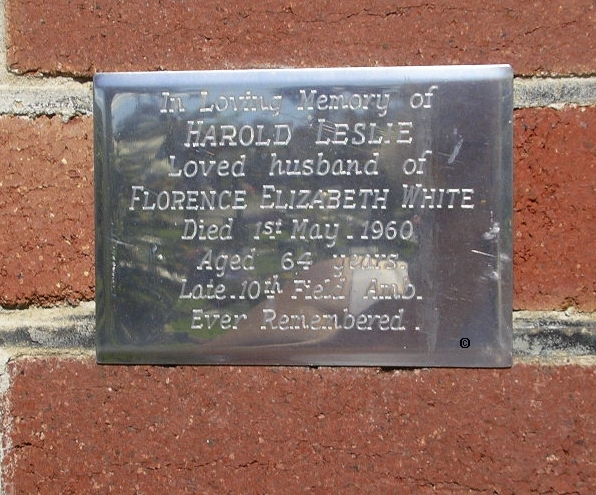 In Loving Memory of
HAROLD LESLIE
Loved husband of
FLORENCE ELIZABETH WHITE
Died 1st May. 1960
Aged 64 years.
Late. 10th Field Amb.
Ever Remembered.
©